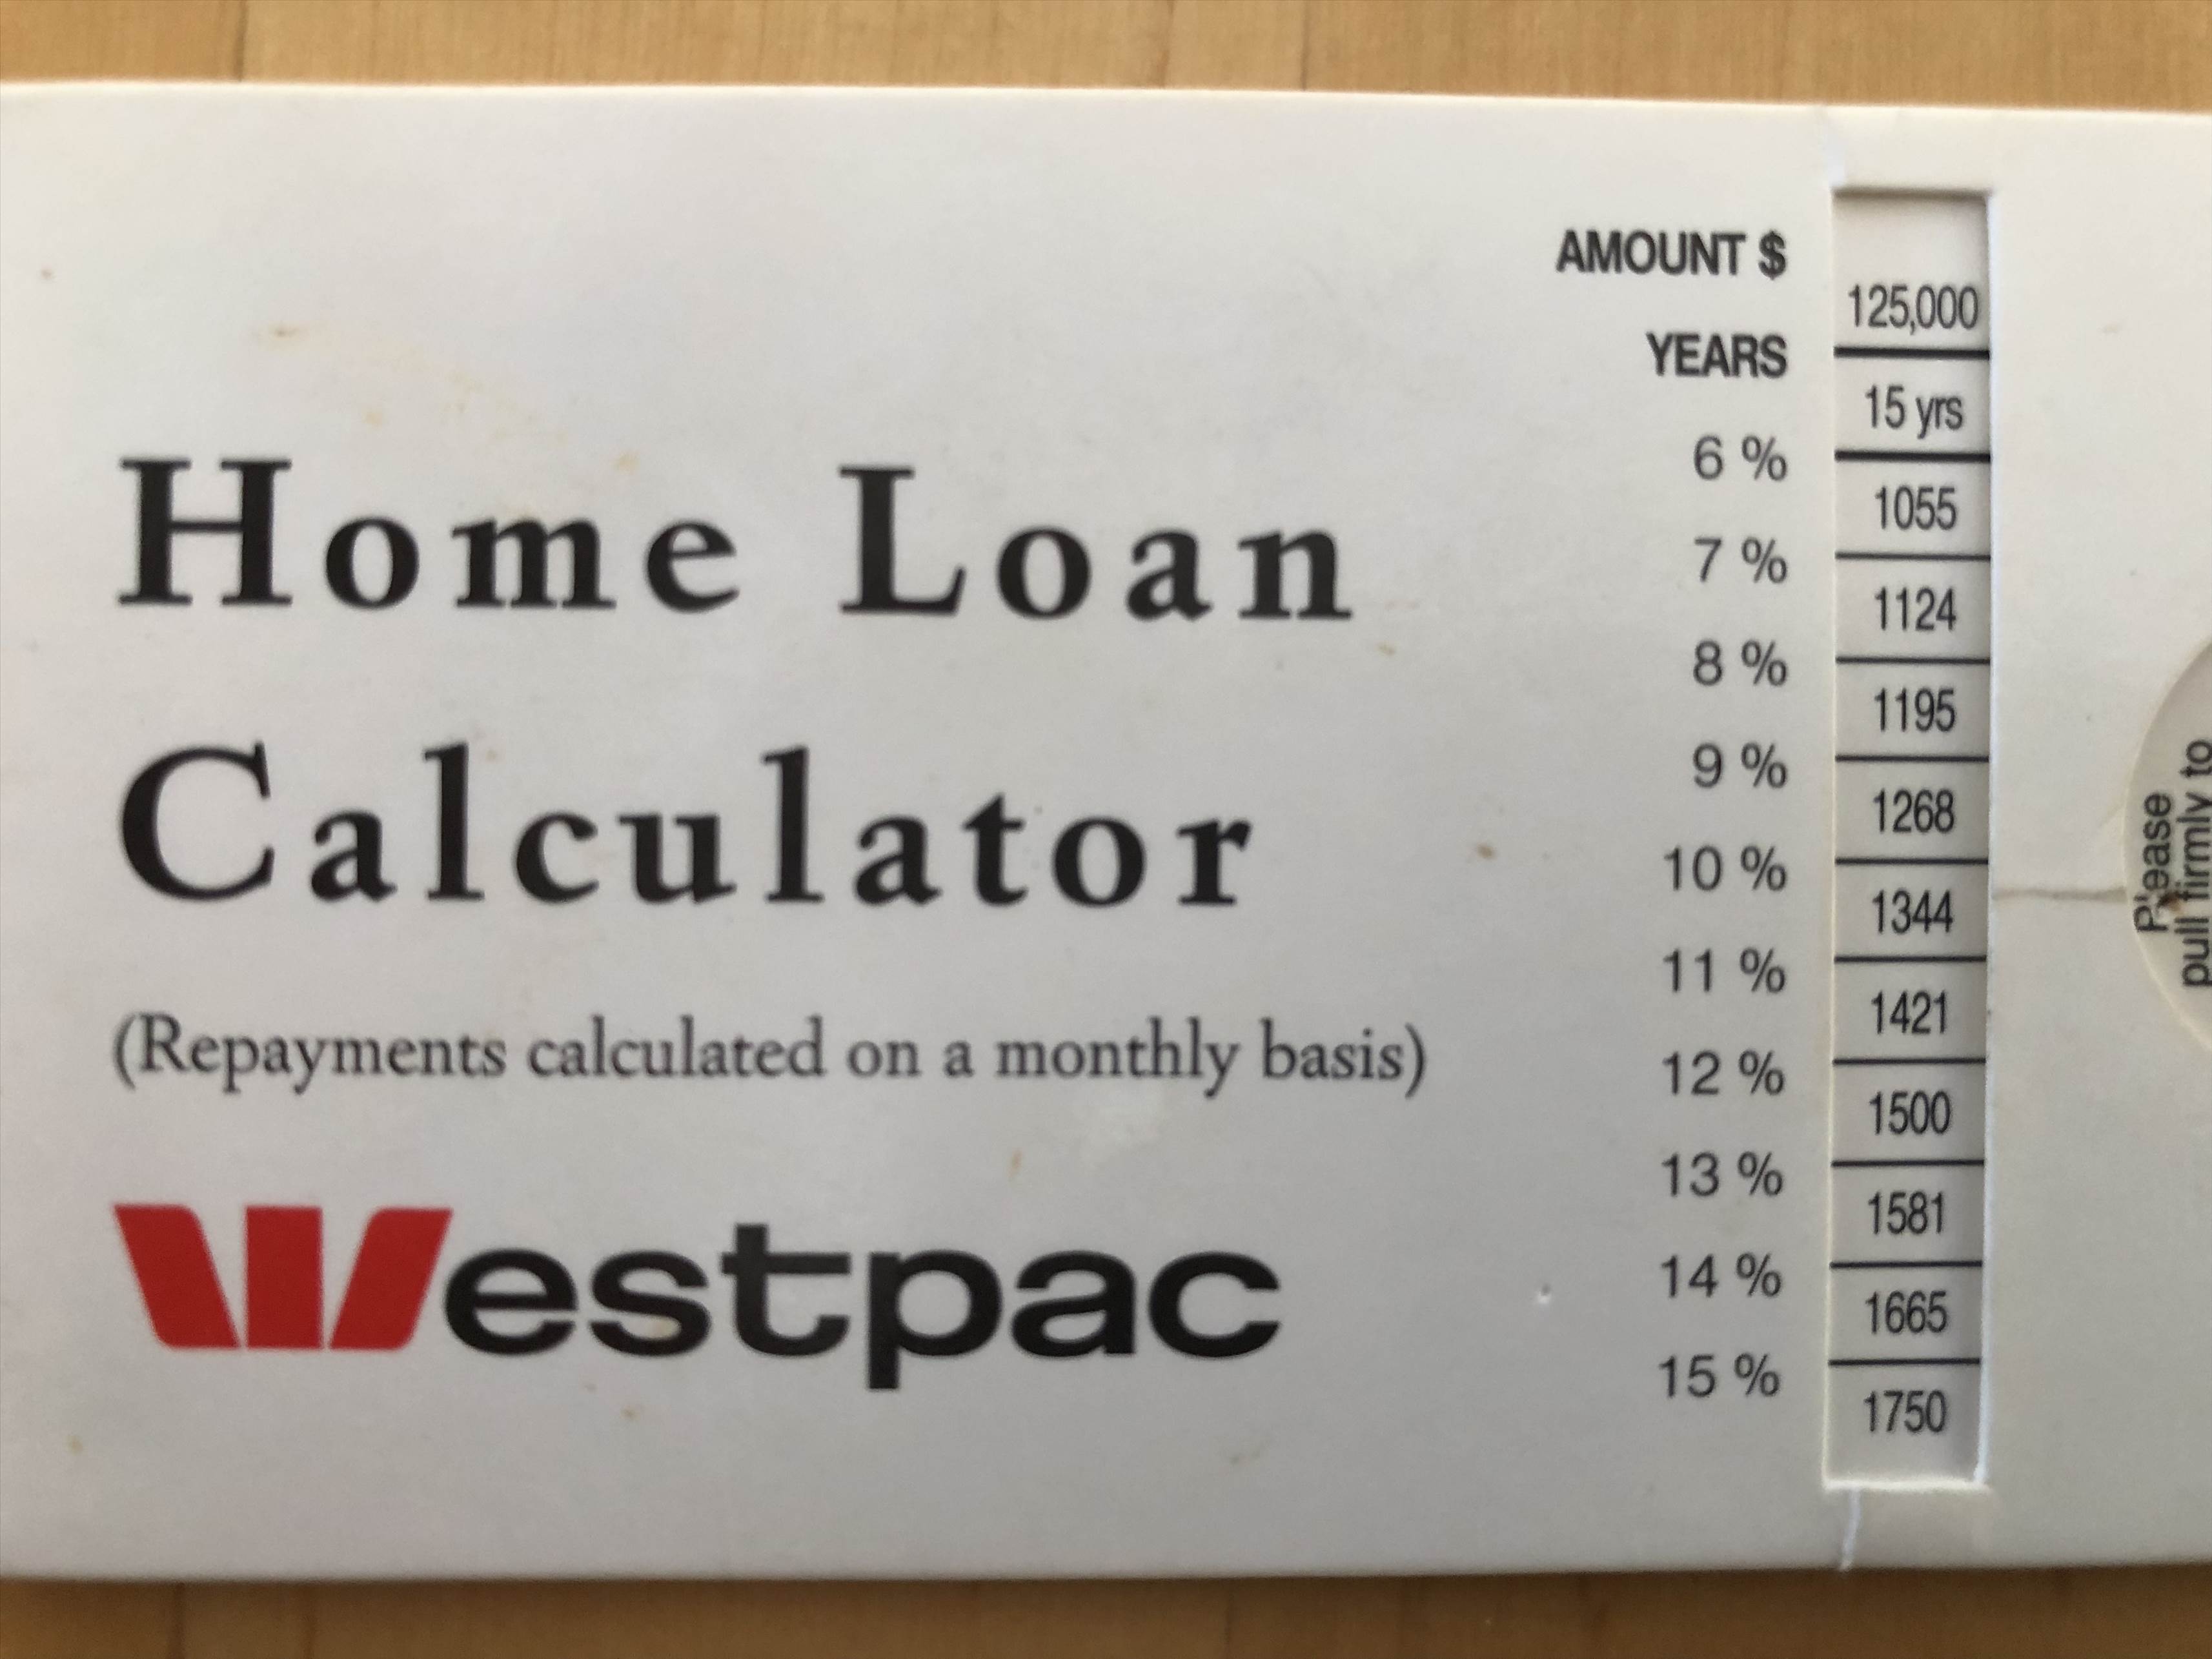 AMOUNT $
125,000
YEARS
15 yrs
6 %
1055
7 %
1124
8 %
1195
9 %
1268
10 %
1344
11 %
1421
12 %
1500
13 %
1581
14 %
1665
15 %
1750
Home Loan
Calculator
(Repayments calculated on a monthly basis)
Westpac
Please
pull firmly to